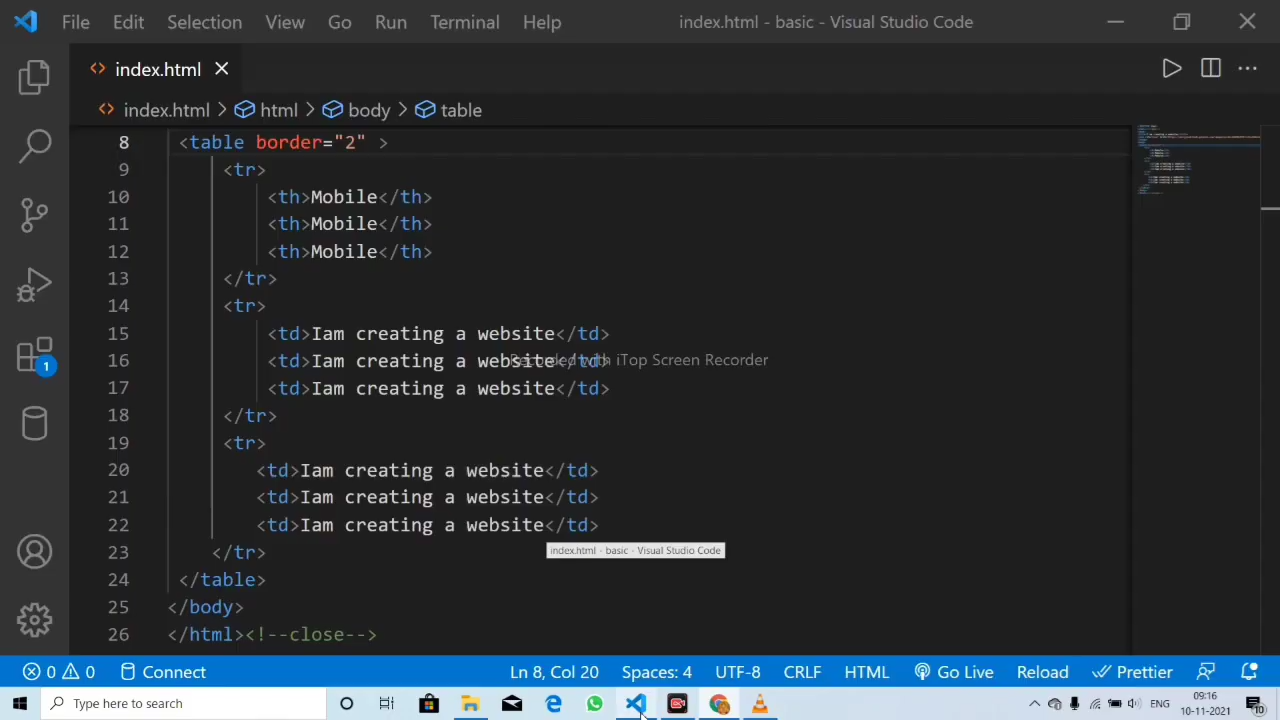 File Edit Selection View Go Run Terminal Help index.html - basic - Visual Studio Code
index.html
index.html > html > body > table
8 <table border="2" >
9 <tr>
10 <th>Mobile</th>
11 <th>Mobile</th>
12 <th>Mobile</th>
13 </tr>
14 <tr>
15 <td>Iam creating a website</td>
16 <td>Iam creating a website</td>
Recorded with iTop Screen Recorder
17 <td>Iam creating a website</td>
18 </tr>
19 <tr>
20 <td>Iam creating a website</td>
21 <td>Iam creating a website</td>
22 <td>Iam creating a website</td>
index.html - basic - Visual Studio Code
23 </tr>
24 </table>
25 </body>
26 </html><!--close-->
1
0 0 Connect Ln 8, Col 20 Spaces: 4 UTF-8 CRLF HTML Go Live Reload Prettier
Type here to search ENG 09:16
10-11-2021 10